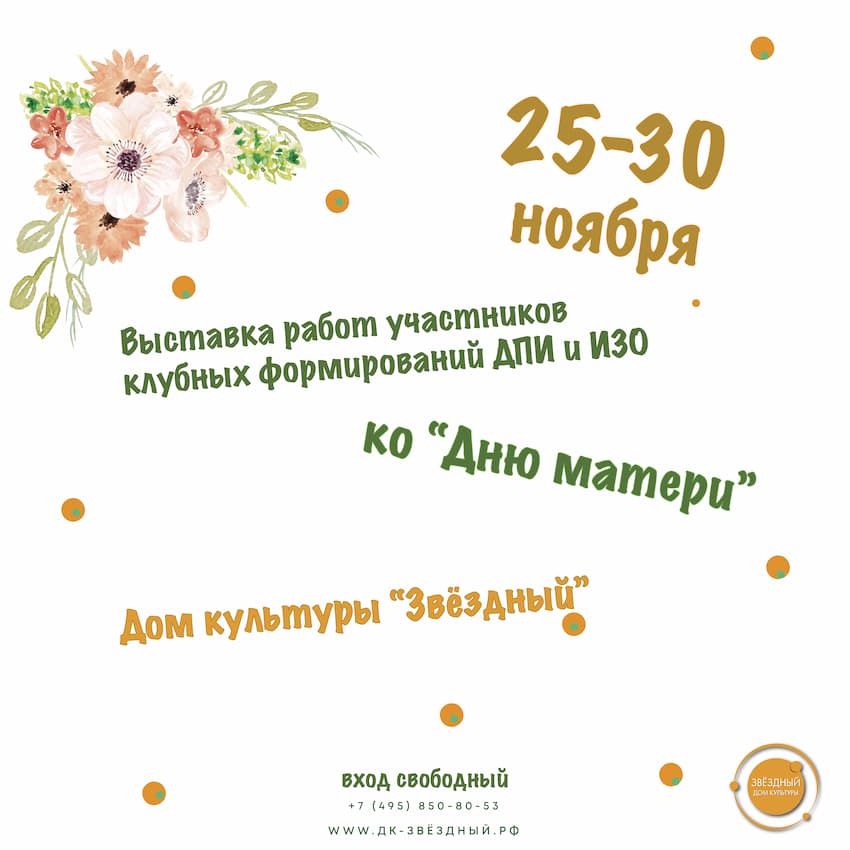 25-30
ноября
Выставка работ участников
клубных формирований ДПИ и ИЗО
ко “Дню матери”
Дом культуры “Звёздный”
вход свободный
+7 (495) 850-80-53
WWW.ДК-ЗВЁЗДНЫЙ.РФ
ЗВЁЗДНЫЙ
ДОМ КУЛЬТУРЫ